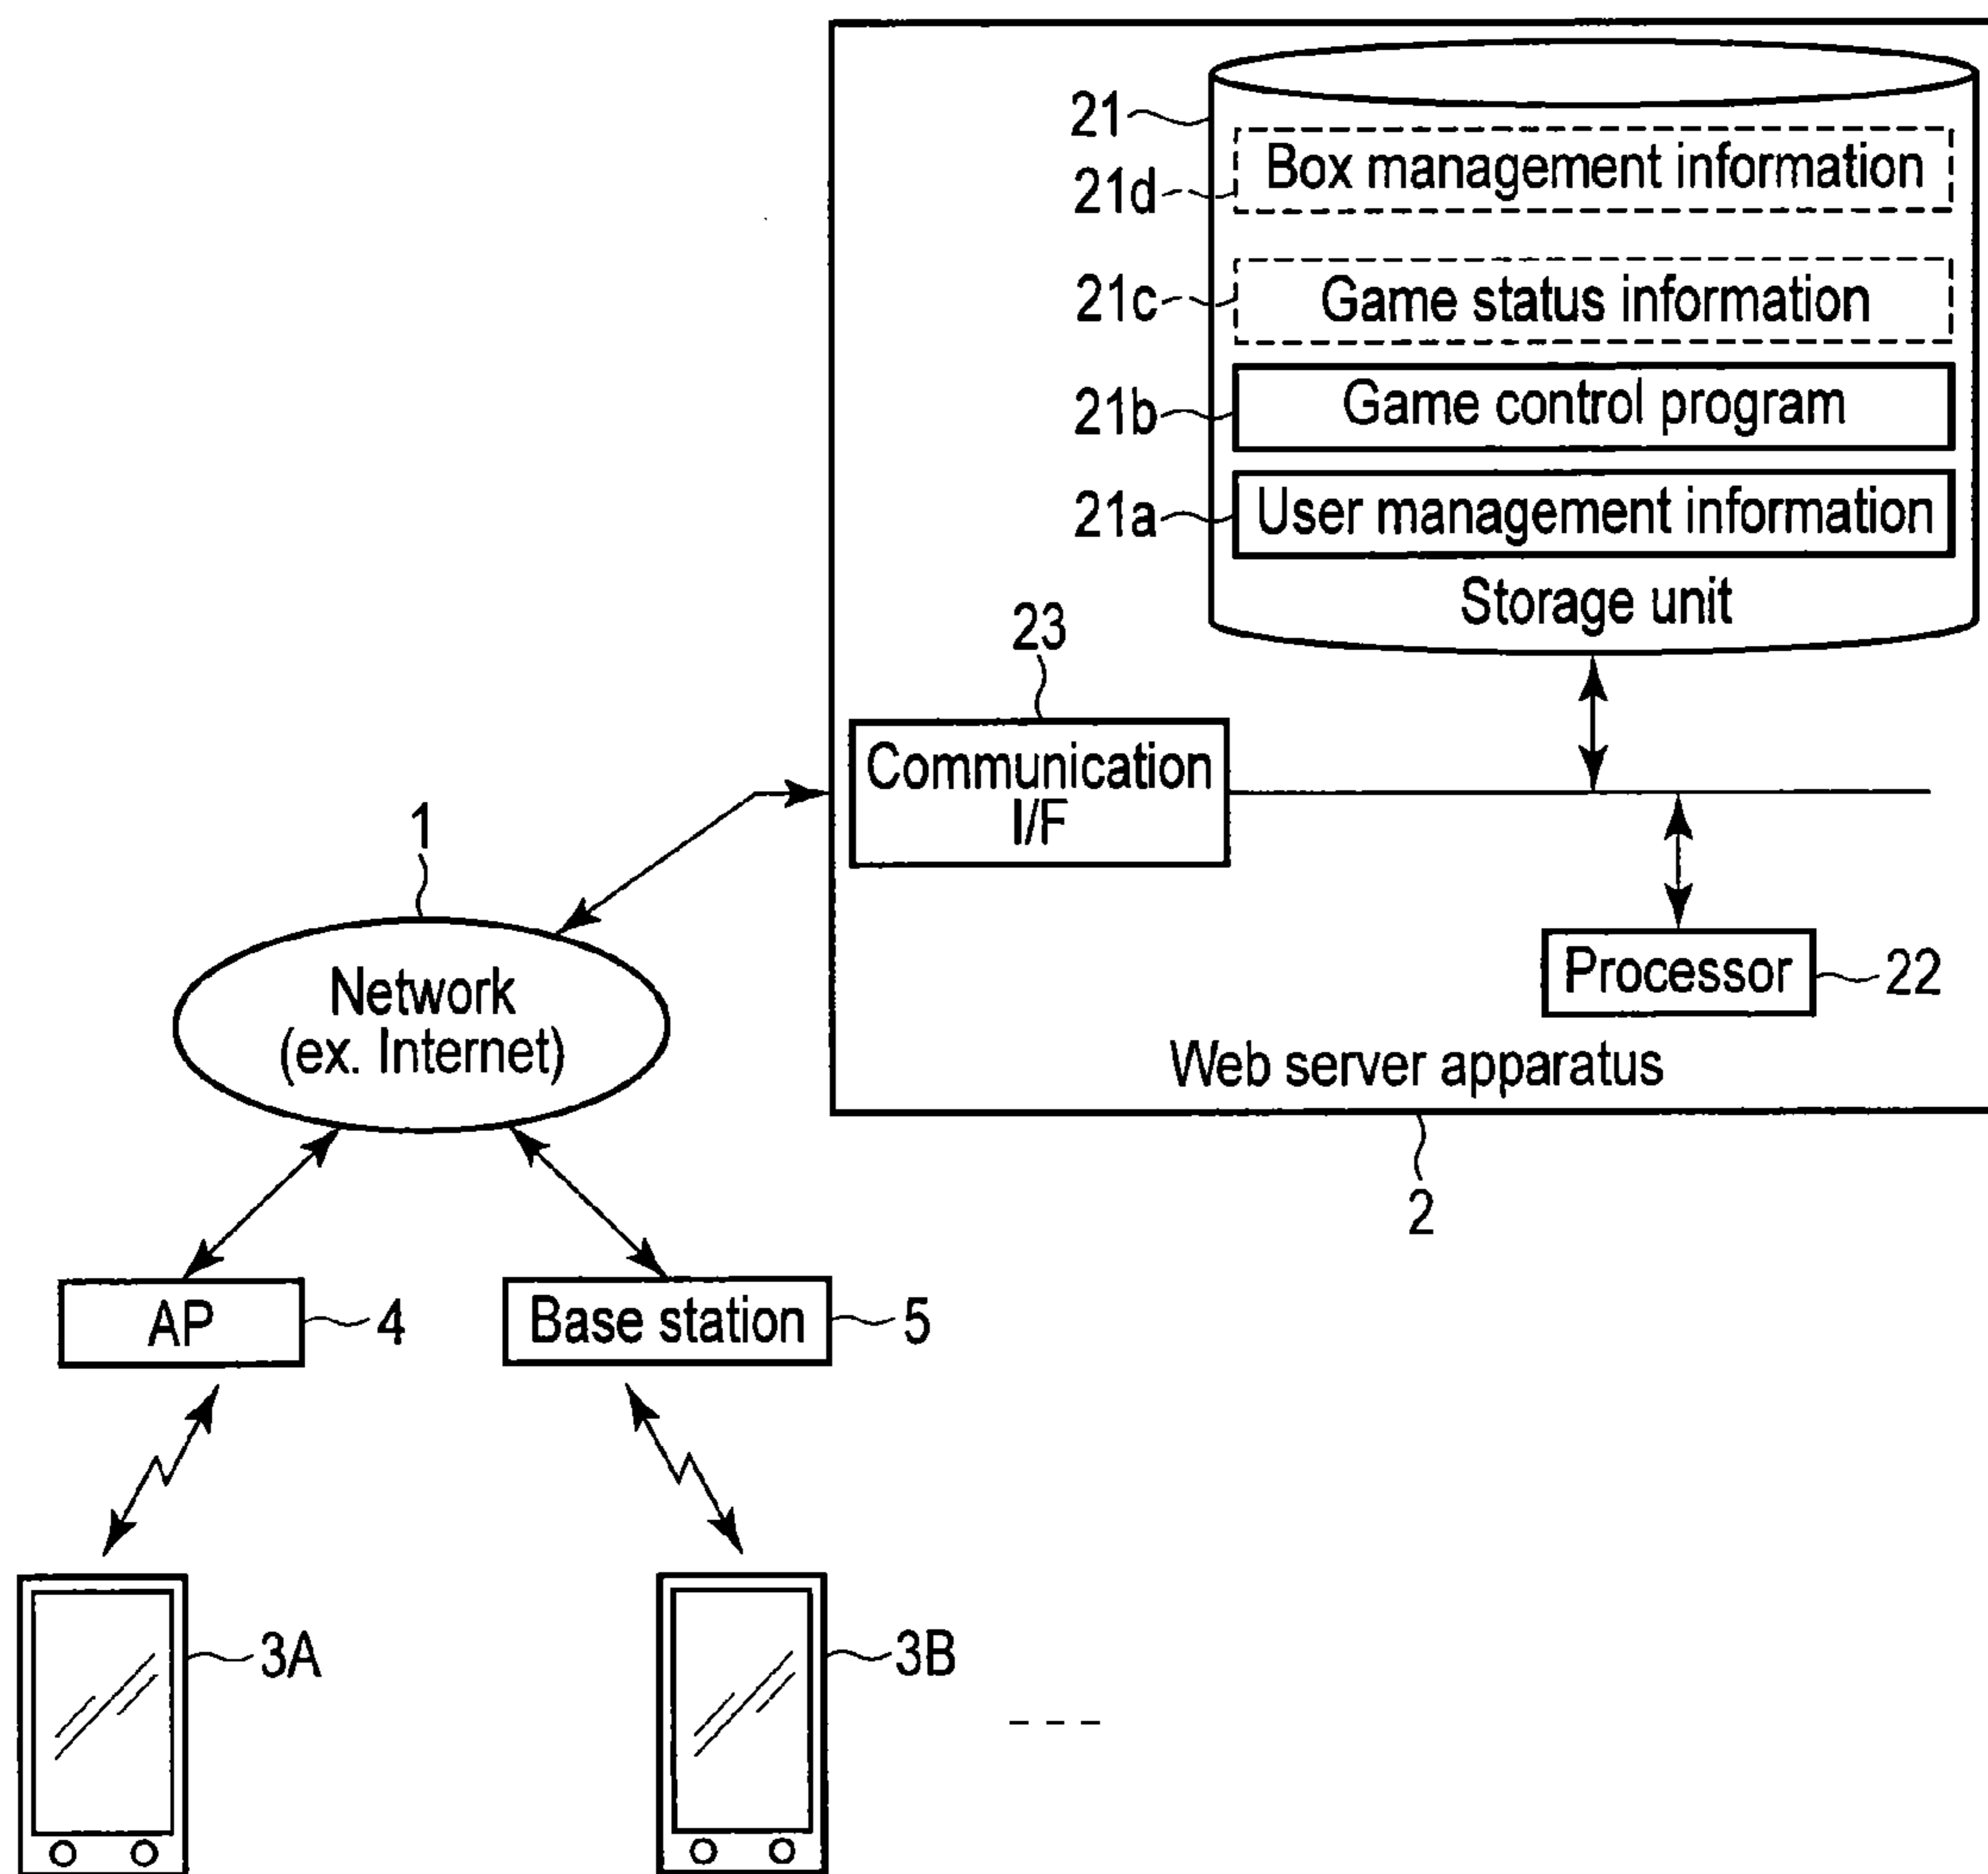 21
Box management information
21d
21c
Game status information
21b
Game control program
21a
User management information
Storage unit
23
Communication
I/F
1
Network
(ex. Internet)
Processor
22
Web server apparatus
2
AP
4
Base station
5
3A
3B